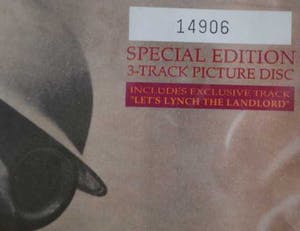 14906
SPECIAL EDITION
3-TRACK PICTURE DISC
INCLUDES EXCLUSIVE TRACK
"LET'S LYNCH THE LANDLORD"